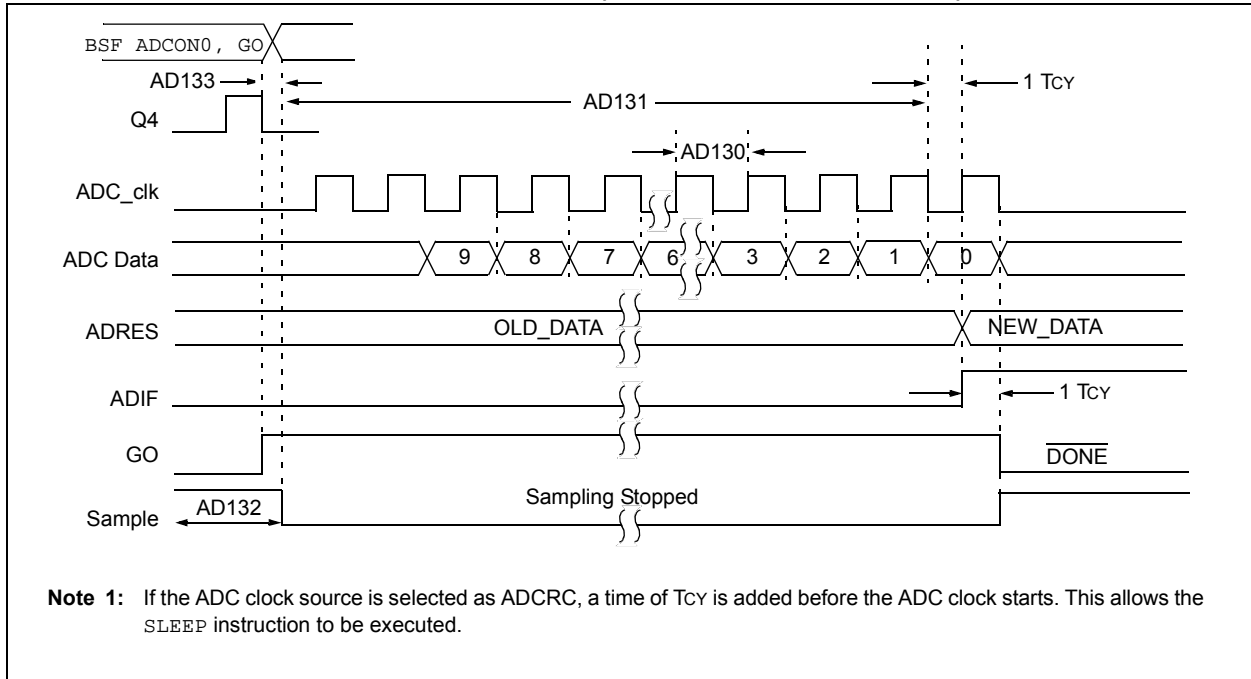 BSF ADCON0, GO
AD133
1 TCY
AD131
Q4
AD130
ADC_clk
ADC Data 9 8 7 6 3 2 1 0
ADRES OLD_DATA NEW_DATA
ADIF 1 TCY
GO DONE
Sample AD132 Sampling Stopped
Note 1: If the ADC clock source is selected as ADCRC, a time of TCY is added before the ADC clock starts. This allows the
SLEEP instruction to be executed.